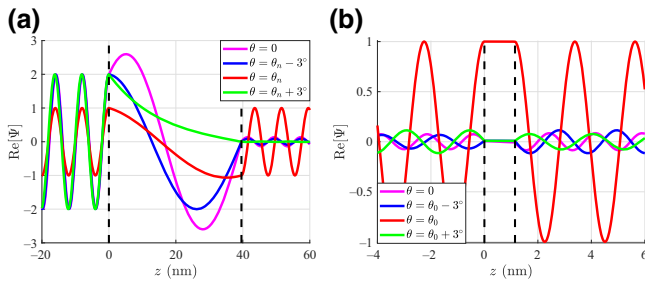 (a)
3
2
1
0
−1
−2
−3
−20
0
20
40
60
Re[Ψ]
z (nm)
θ = 0
θ = θn − 3°
θ = θn
θ = θn + 3°
(b)
1
0.5
0
-0.5
-1
−4
−2
0
2
4
6
Re[Ψ]
z (nm)
θ = 0
θ = θ0 − 3°
θ = θ0
θ = θ0 + 3°